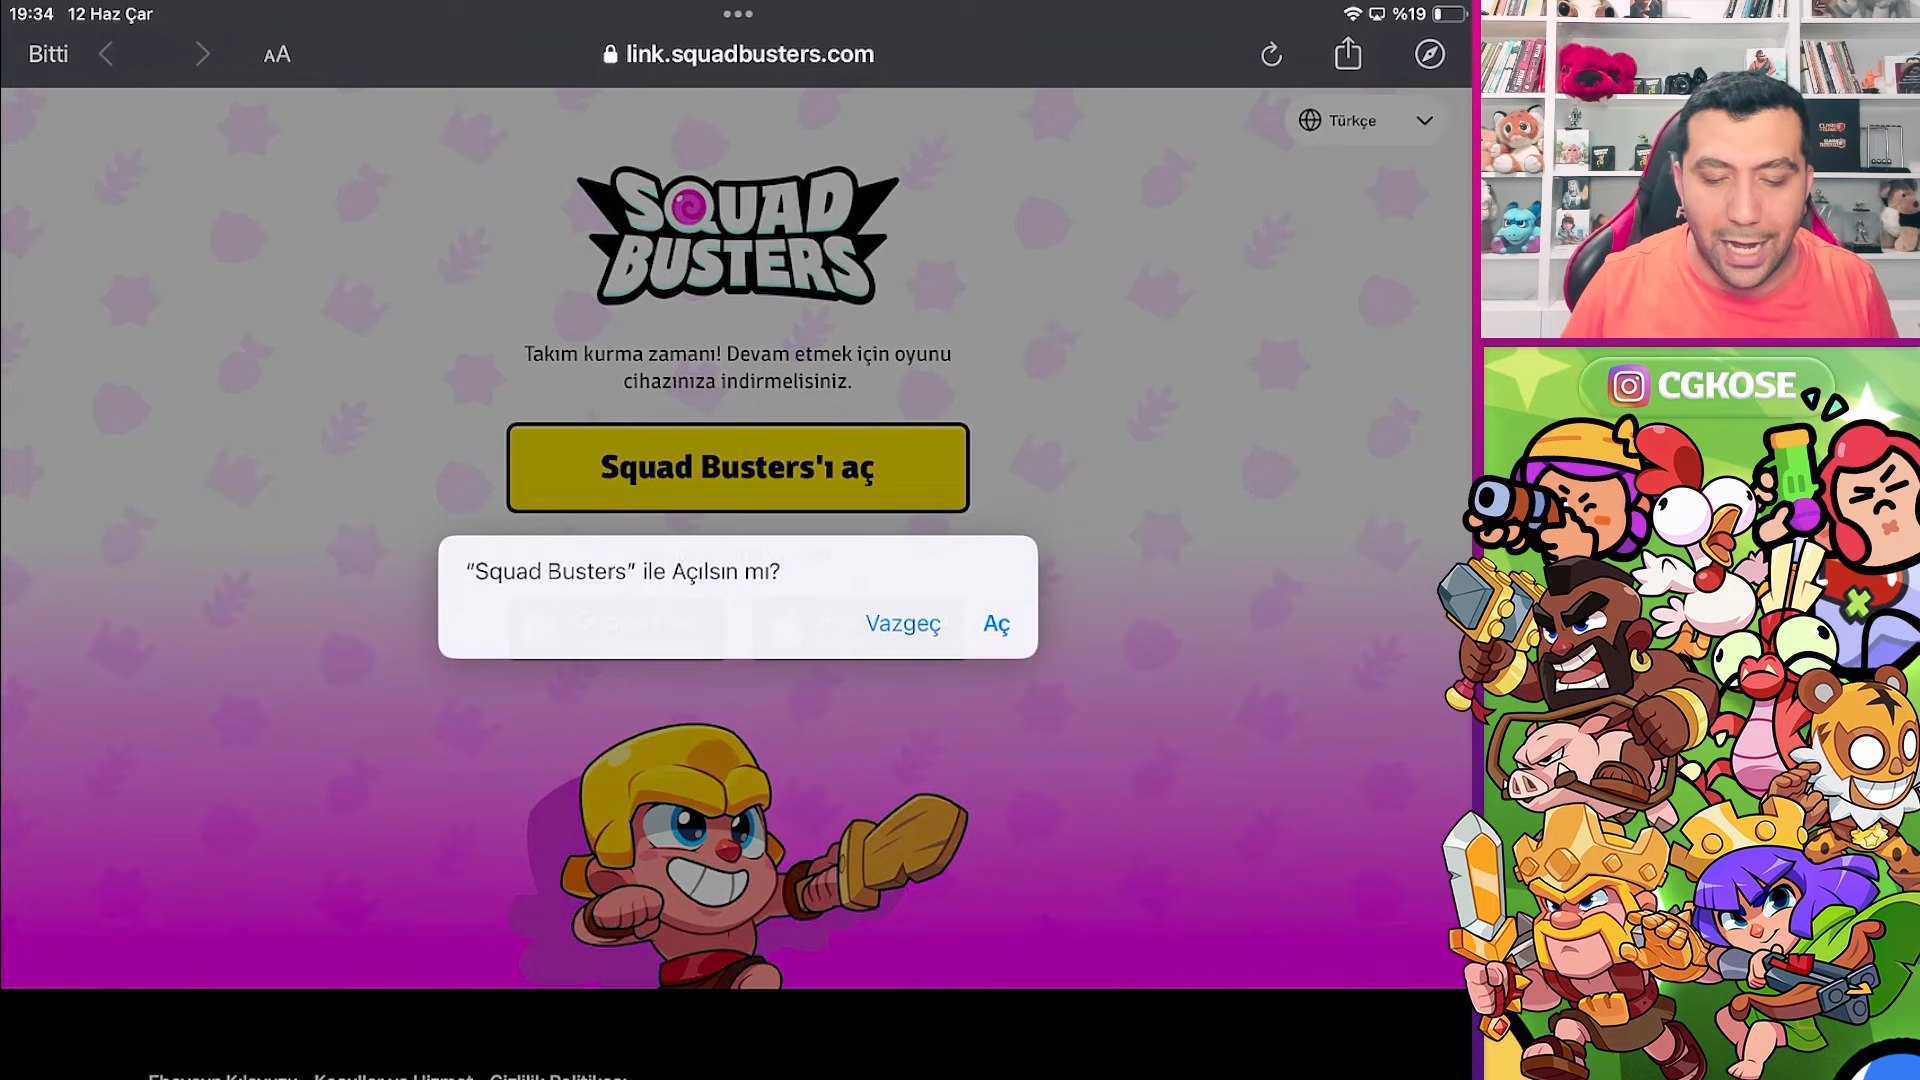 19:34 12 Haz Çar
%19
Bitti
AA
link.squadbusters.com
Türkçe
SQUAD
BUSTERS
Takım kurma zamanı! Devam etmek için oyunu
cihazınıza indirmelisiniz.
Squad Busters'ı aç
“Squad Busters” ile Açılsın mı?
Vazgeç
Aç
CGKOSE